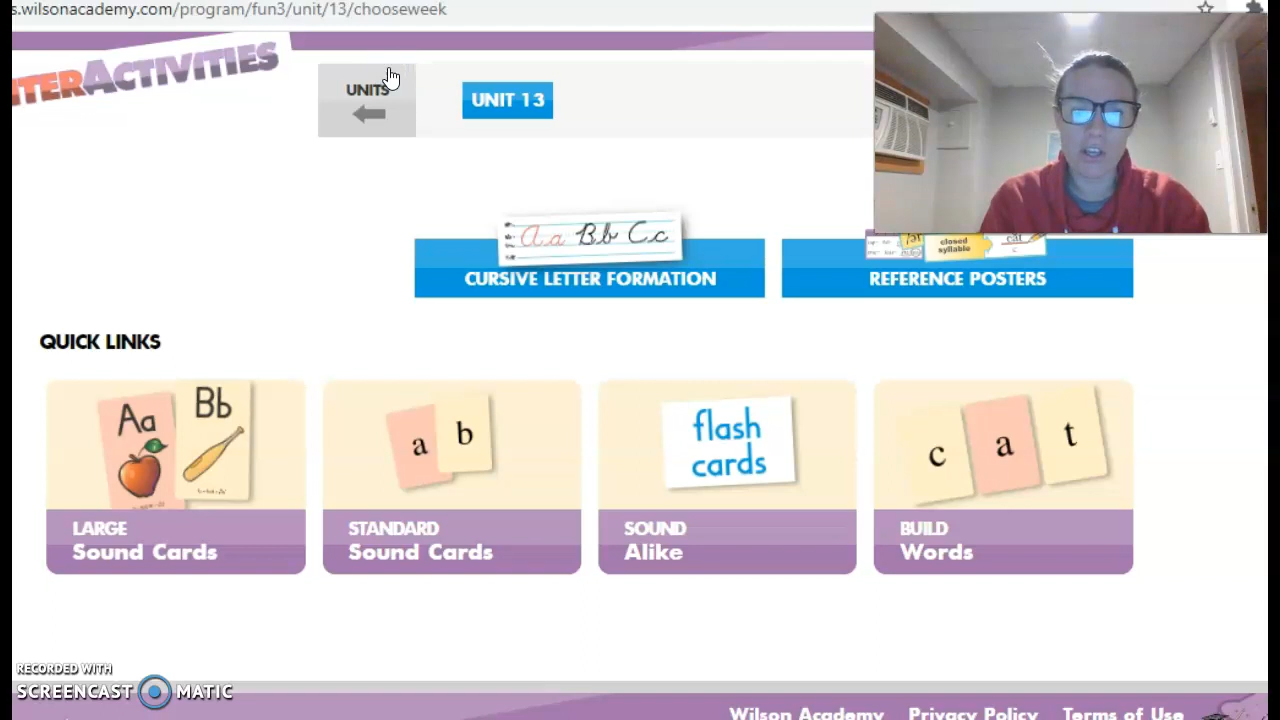 s.wilsonacademy.com/program/fun3/unit/13/chooseweek
TERACTIVITIES
UNITS
UNIT 13
Aa Bb Cc
closed
syllable
cat
c
CURSIVE LETTER FORMATION
REFERENCE POSTERS
QUICK LINKS
Aa
Bb
a
b
flash
cards
c
a
t
LARGE
Sound Cards
STANDARD
Sound Cards
SOUND
Alike
BUILD
Words
RECORDED WITH
SCREENCAST MATIC
Wilson Academy
Privacy Policy
Terms of Use